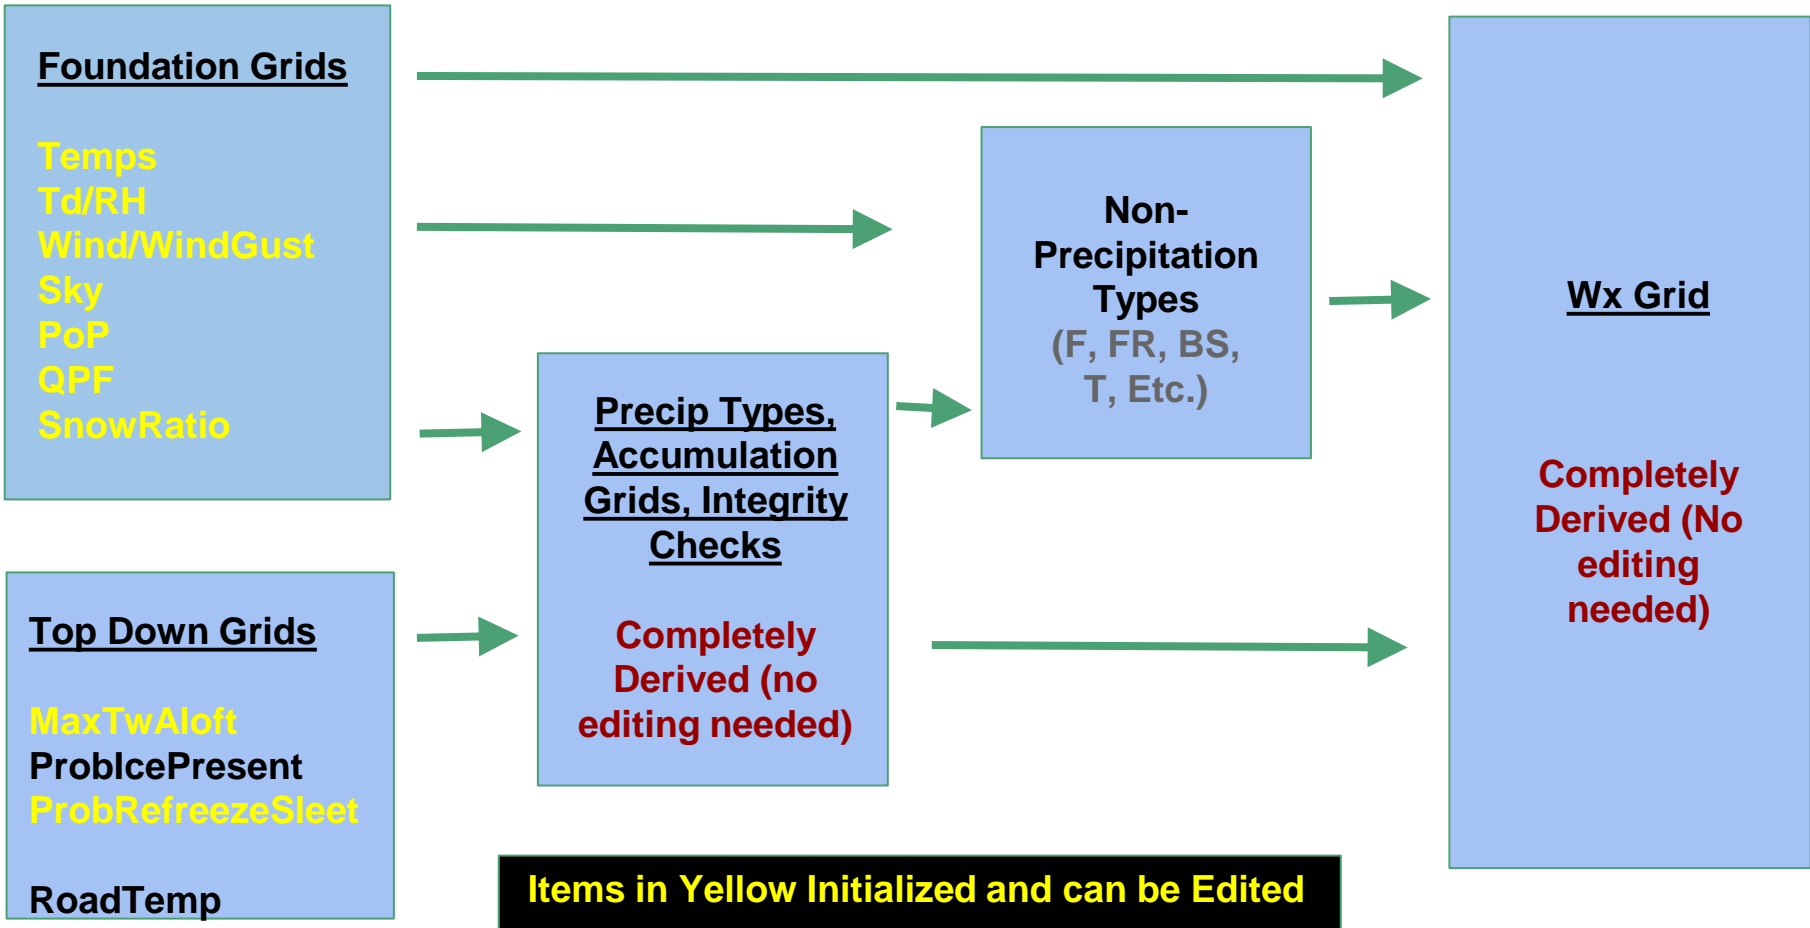 Foundation Grids
Temps
Td/RH
Wind/WindGust
Sky
PoP
QPF
SnowRatio
Top Down Grids
MaxTwAloft
ProbIcePresent
ProbRefreezeSleet
RoadTemp
Precip Types,
Accumulation
Grids, Integrity
Checks
Completely
Derived (no
editing needed)
Non-
Precipitation
Types
(F, FR, BS,
T, Etc.)
Wx Grid
Completely
Derived (No
editing
needed)
Items in Yellow Initialized and can be Edited